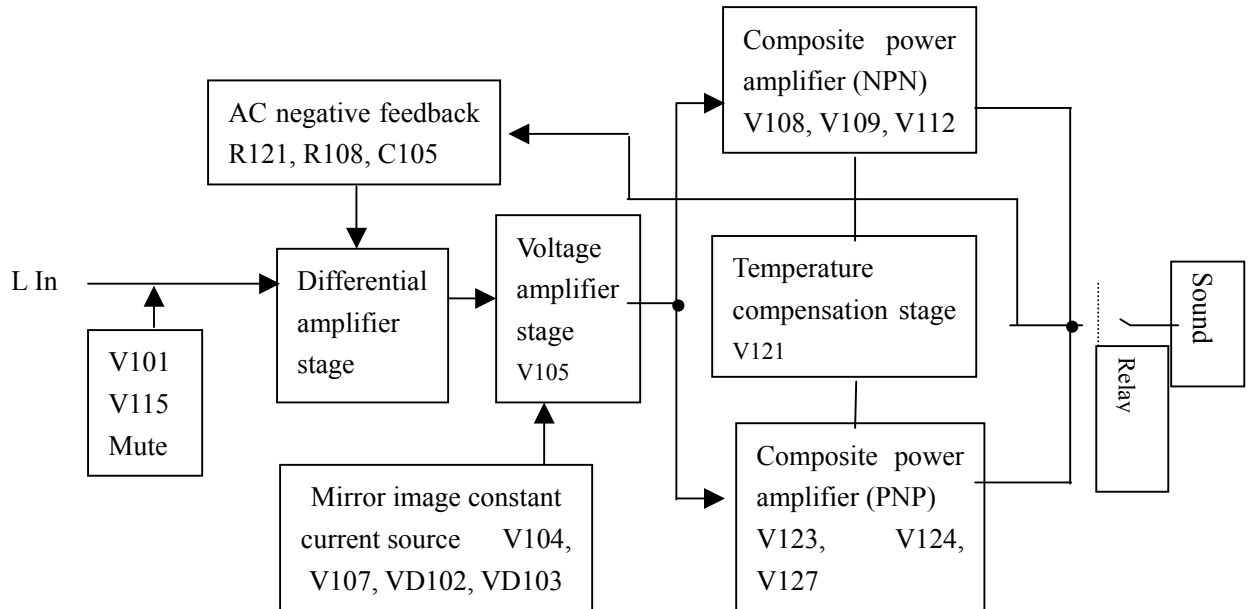 Composite power
amplifier (NPN)
V108, V109, V112
AC negative feedback
R121, R108, C105
L In
Differential
amplifier
stage
Voltage
amplifier
stage
V105
Temperature
compensation stage
V121
Sound
Relay
V101
V115
Mute
Mirror image constant
current source V104,
V107, VD102, VD103
Composite power
amplifier (PNP)
V123, V124,
V127